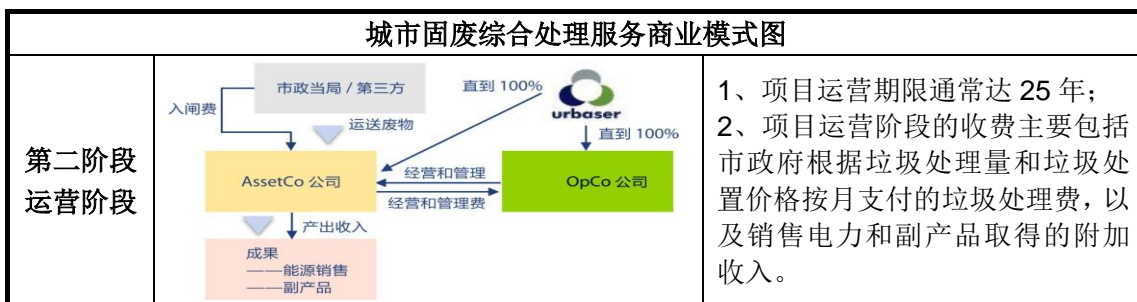 城市固废综合处理服务商业模式图
第二阶段
运营阶段
市政当局 / 第三方
直到 100%
urbaser
入闸费
运送废物
直到 100%
AssetCo 公司
经营和管理
经营和管理费
OpCo 公司
产出收入
成果
——能源销售
——副产品
1、项目运营期限通常达 25 年；
2、项目运营阶段的收费主要包括
市政府根据垃圾处理量和垃圾处
置价格按月支付的垃圾处理费，以
及销售电力和副产品取得的附加
收入。